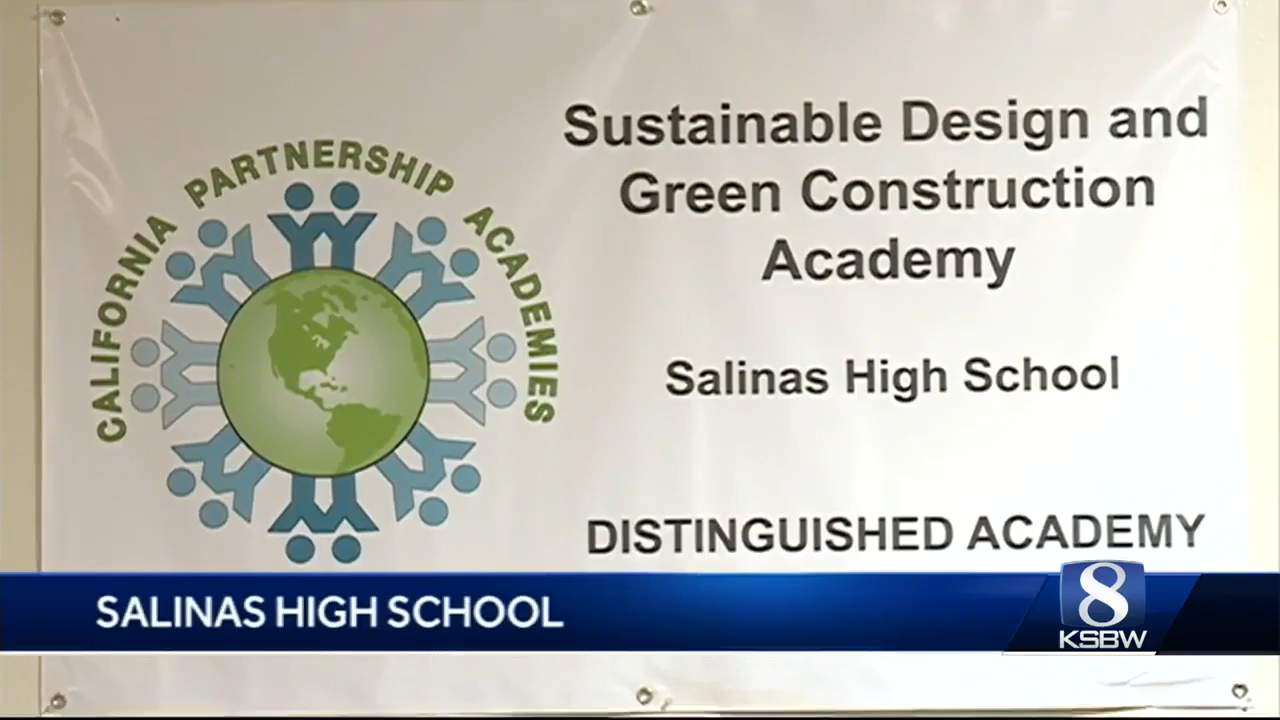 CALIFORNIA PARTNERSHIP ACADEMIES
Sustainable Design and
Green Construction
Academy
Salinas High School
DISTINGUISHED ACADEMY
SALINAS HIGH SCHOOL
8
KSBW